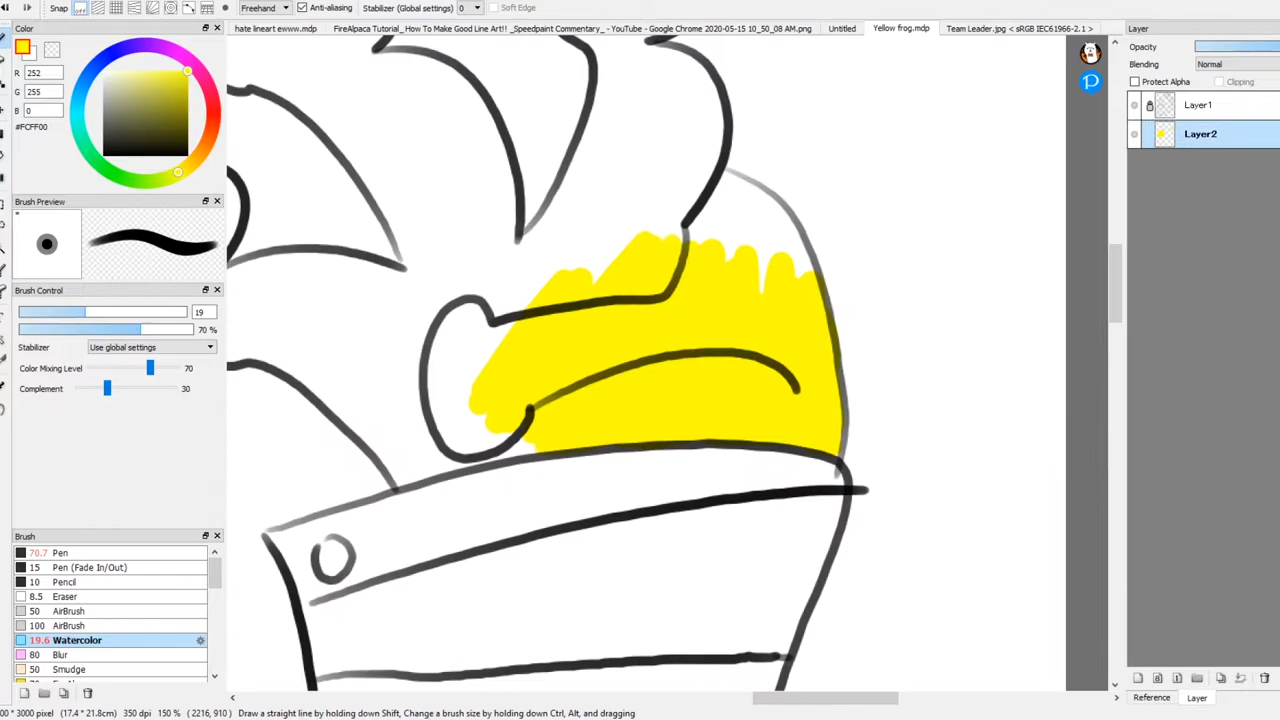 Snap Freehand Anti-aliasing Stabilizer (Global settings) 0 Soft Edge
Color
hate lineart ewww.mdp FireAlpaca Tutorial_ How To Make Good Line Art!! _Speedpaint Commentary_ - YouTube - Google Chrome 2020-05-15 10_50_08 AM.png Untitled Yellow frog.mdp Team Leader.jpg < sRGB IEC61966-2.1 >
Layer
R 252
G 255
B 0
#FCFF00
Opacity
Blending Normal
Protect Alpha Clipping
Layer1
Layer2
Brush Preview
*
Brush Control
19
70 %
Stabilizer Use global settings
Color Mixing Level 70
Complement 30
Brush
70.7 Pen
15 Pen (Fade In/Out)
10 Pencil
8.5 Eraser
50 AirBrush
100 AirBrush
19.6 Watercolor
80 Blur
50 Smudge
Reference Layer
* 3000 pixel (17.4 * 21.8cm) 350 dpi 150 % ( 2216, 910 ) Draw a straight line by holding down Shift, Change a brush size by holding down Ctrl, Alt, and dragging